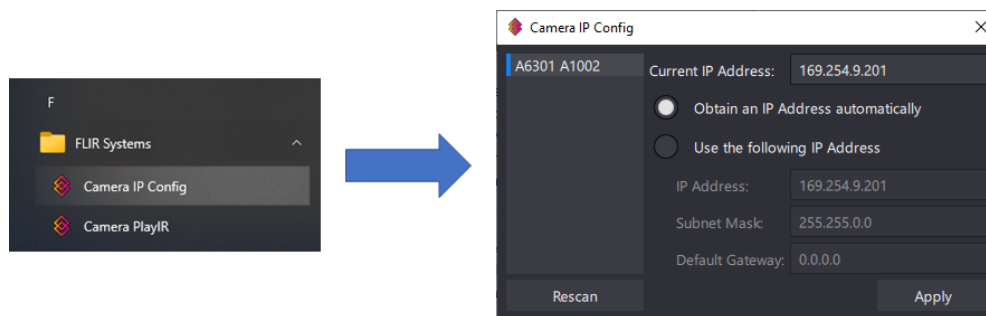 F
FLIR Systems
Camera IP Config
Camera PlayIR
Camera IP Config
A6301 A1002
Current IP Address: 169.254.9.201
Obtain an IP Address automatically
Use the following IP Address
IP Address: 169.254.9.201
Subnet Mask: 255.255.0.0
Default Gateway: 0.0.0.0
Rescan
Apply